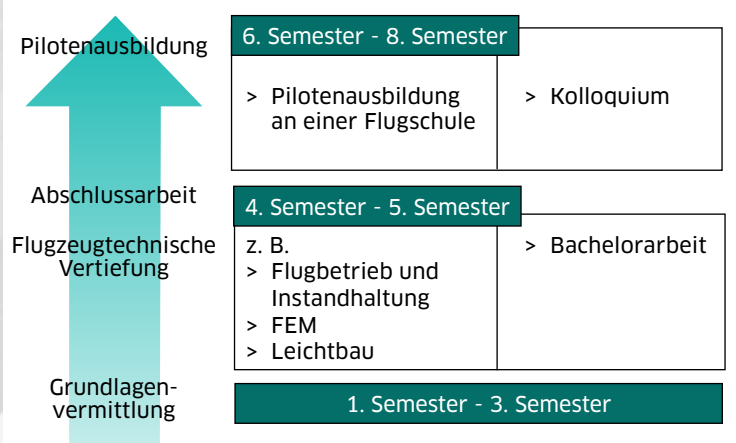 Pilotenausbildung
6. Semester - 8. Semester
> Pilotenausbildung
an einer Flugschule
> Kolloquium
Abschlussarbeit
4. Semester - 5. Semester
Flugzeugtechnische
Vertiefung
z. B.
> Flugbetrieb und
Instandhaltung
> FEM
> Leichtbau
> Bachelorarbeit
Grundlagen-
vermittlung
1. Semester - 3. Semester